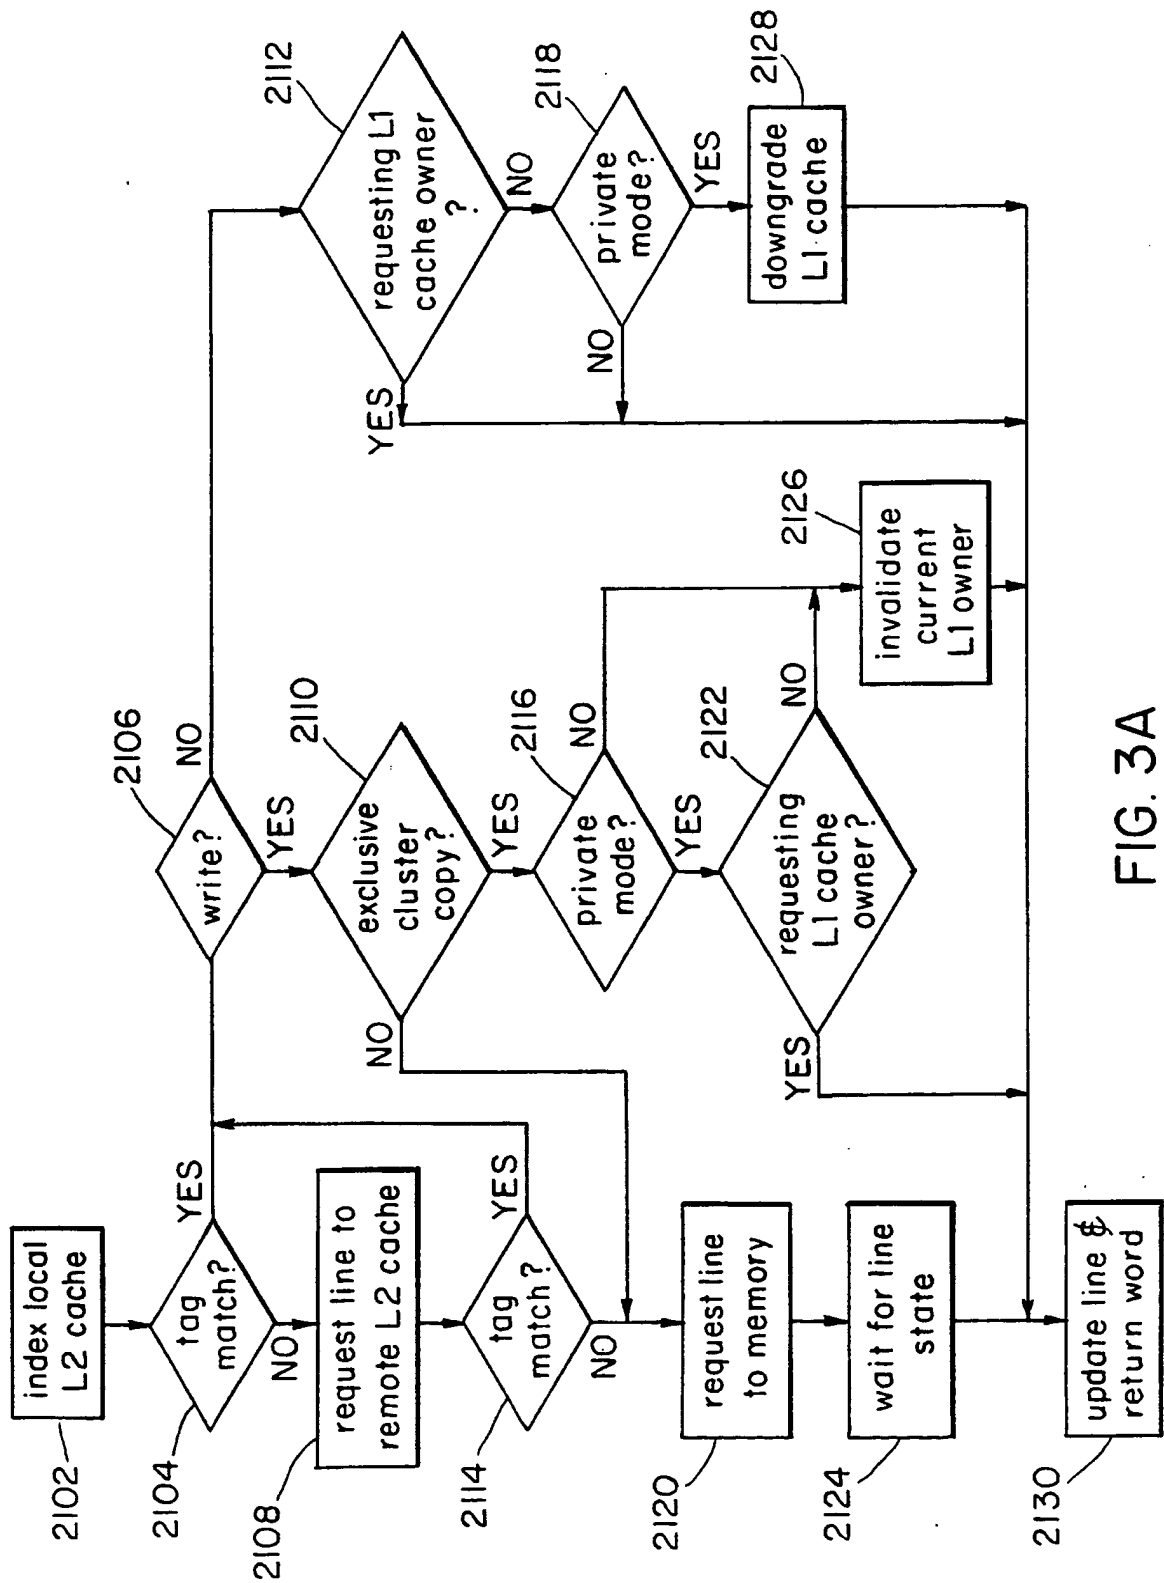 2102
index local
L2 cache
2104
tag
match?
YES
NO
2108
request line to
remote L2 cache
2114
tag
match?
YES
NO
2120
request line
to memory
2124
wait for line
state
2130
update line &
return word
2106
write?
NO
YES
2110
exclusive
cluster
copy?
NO
YES
2116
private
mode?
NO
YES
2122
requesting
L1 cache
owner?
YES
NO
2126
invalidate
current
L1 owner
2112
requesting L1
cache owner
?
YES
NO
2118
private
mode?
NO
YES
2128
downgrade
L1 cache
FIG. 3A